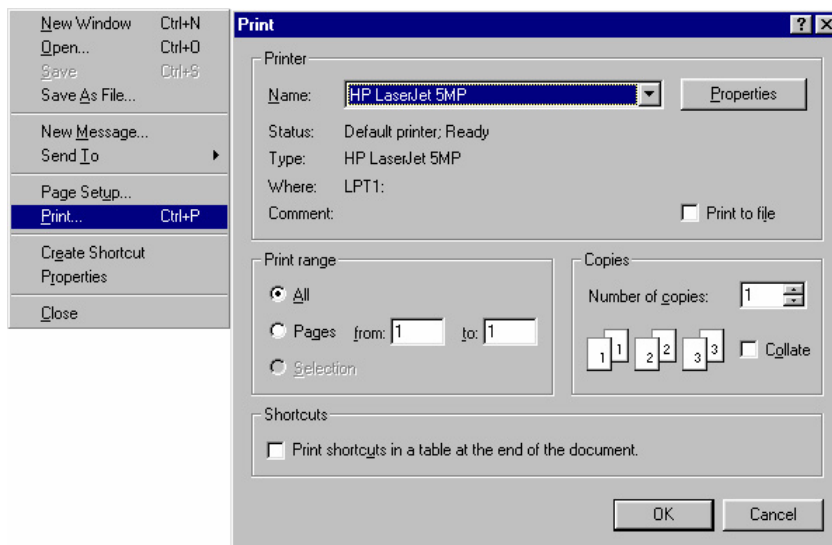 New Window Ctrl+N
Open... Ctrl+O
Save Ctrl+S
Save As File...
New Message...
Send To
Page Setup...
Print... Ctrl+P
Create Shortcut
Properties
Close
Print
Printer
Name: HP LaserJet 5MP Properties
Status: Default printer; Ready
Type: HP LaserJet 5MP
Where: LPT1:
Comment: Print to file
Print range
All
Pages from: 1 to: 1
Selection
Copies
Number of copies: 1
1 1 2 2 3 3 Collate
Shortcuts
Print shortcuts in a table at the end of the document.
OK Cancel